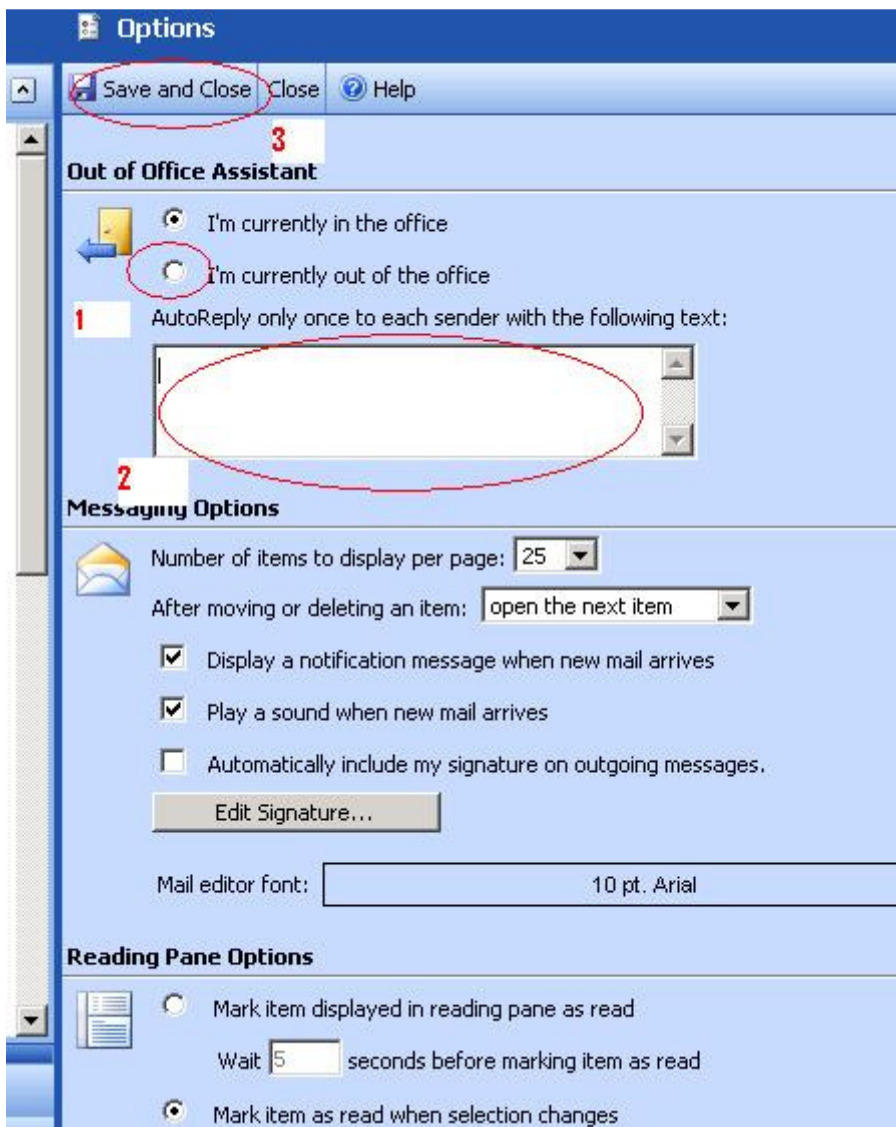 Options
Save and Close Close Help
3
Out of Office Assistant
I'm currently in the office
I'm currently out of the office
1
AutoReply only once to each sender with the following text:
2
Messaging Options
Number of items to display per page: 25
After moving or deleting an item: open the next item
Display a notification message when new mail arrives
Play a sound when new mail arrives
Automatically include my signature on outgoing messages.
Edit Signature...
Mail editor font: 10 pt. Arial
Reading Pane Options
Mark item displayed in reading pane as read
Wait 5 seconds before marking item as read
Mark item as read when selection changes